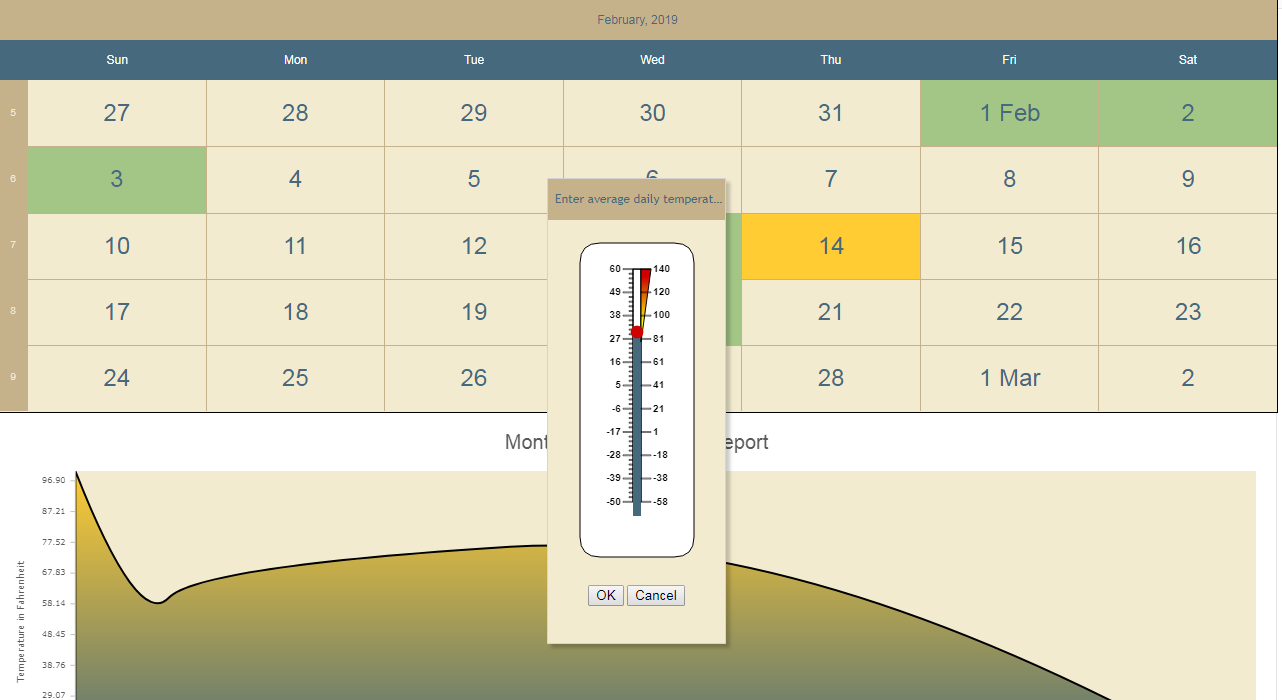 February, 2019
Sun Mon Tue Wed Thu Fri Sat
5 27 28 29 30 31 1 Feb 2
6 3 4 5 6 7 8 9
7 10 11 12 14 15 16
8 17 18 19 21 22 23
9 24 25 26 28 1 Mar 2
Enter average daily temperat...
60 140
49 120
38 100
27 81
16 61
5 41
-6 21
-17 1
-28 -18
-39 -38
-50 -58
OK Cancel
96.90
87.21
77.52
67.83
58.14
48.45
38.76
29.07
Temperature in Fahrenheit